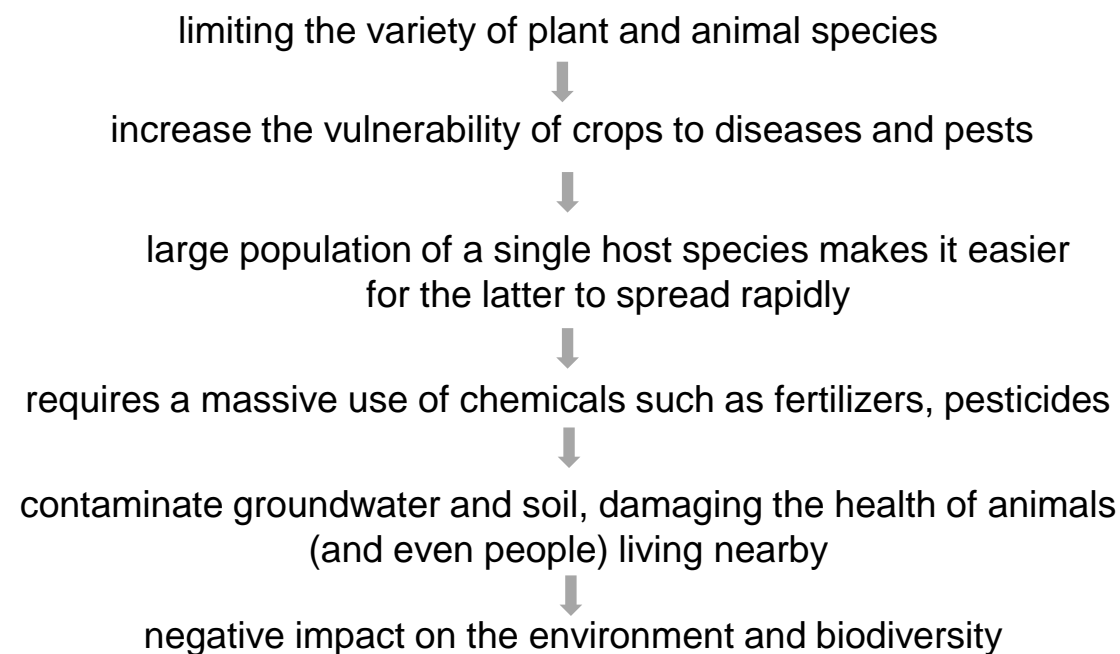 limiting the variety of plant and animal species
increase the vulnerability of crops to diseases and pests
large population of a single host species makes it easier
for the latter to spread rapidly
requires a massive use of chemicals such as fertilizers, pesticides
contaminate groundwater and soil, damaging the health of animals
(and even people) living nearby
negative impact on the environment and biodiversity